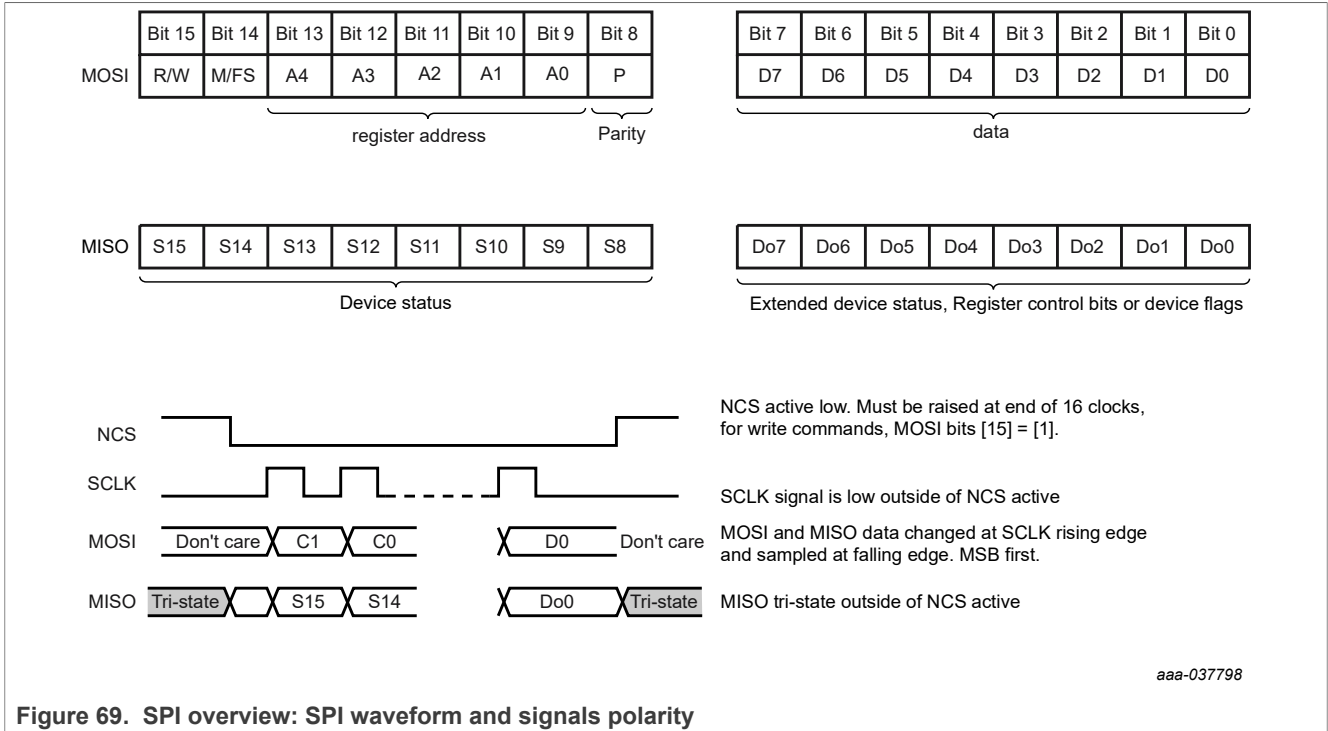 Bit 15 Bit 14 Bit 13 Bit 12 Bit 11 Bit 10 Bit 9 Bit 8 Bit 7 Bit 6 Bit 5 Bit 4 Bit 3 Bit 2 Bit 1 Bit 0
MOSI R/W M/FS A4 A3 A2 A1 A0 P D7 D6 D5 D4 D3 D2 D1 D0
register address Parity data
MISO S15 S14 S13 S12 S11 S10 S9 S8 Do7 Do6 Do5 Do4 Do3 Do2 Do1 Do0
Device status Extended device status, Register control bits or device flags
NCS NCS active low. Must be raised at end of 16 clocks,
for write commands, MOSI bits [15] = [1].
SCLK SCLK signal is low outside of NCS active
MOSI Don't care C1 C0 D0 Don't care MOSI and MISO data changed at SCLK rising edge
and sampled at falling edge. MSB first.
MISO Tri-state S15 S14 Do0 Tri-state MISO tri-state outside of NCS active
aaa-037798
Figure 69. SPI overview: SPI waveform and signals polarity